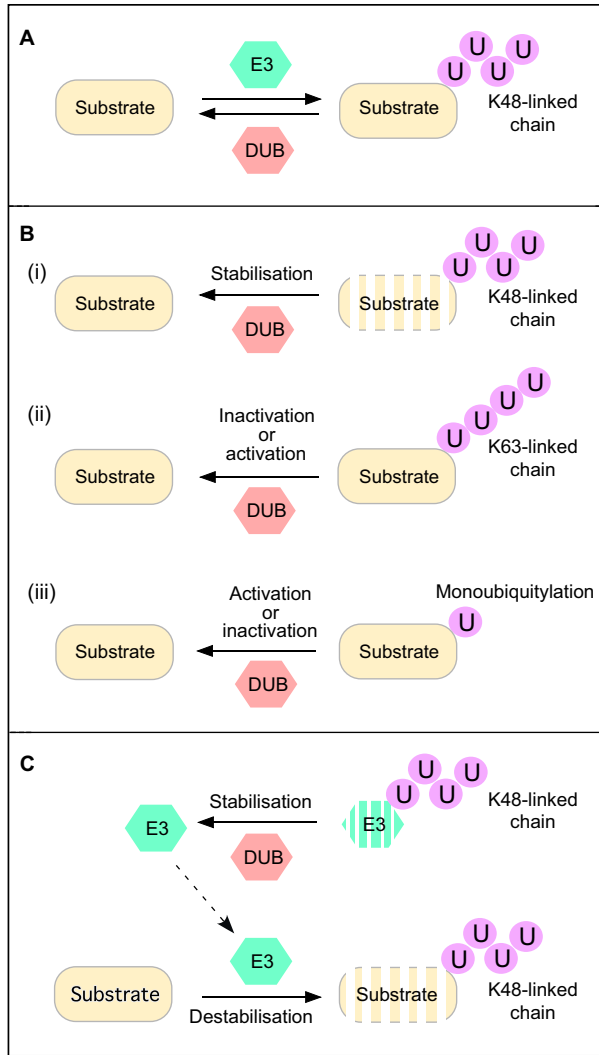 A
E3
U U U U
Substrate
Substrate
K48-linked
chain
DUB
B
(i)
Stabilisation
U U U U
Substrate
Substrate
K48-linked
chain
DUB
(ii)
Inactivation
or
activation
U U U U
K63-linked
chain
Substrate
Substrate
DUB
(iii)
Activation
or
inactivation
Monoubiquitylation
U
Substrate
Substrate
DUB
C
Stabilisation
U U U U
E3
E3
K48-linked
chain
DUB
E3
U U U U
Substrate
Substrate
K48-linked
chain
Destabilisation